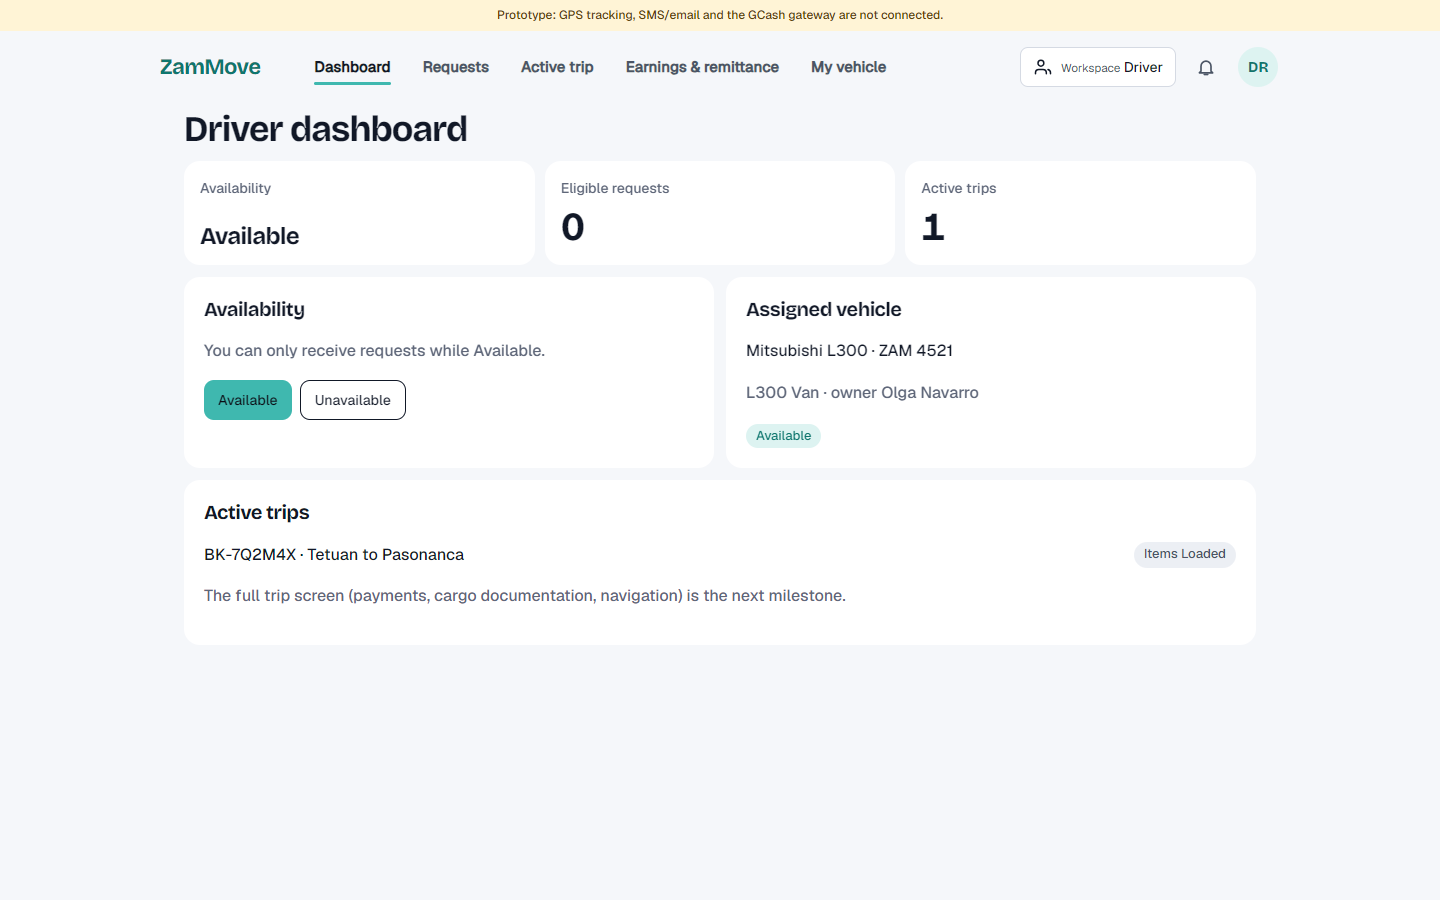 Prototype: GPS tracking, SMS/email and the GCash gateway are not connected.
ZamMove
Dashboard
Requests
Active trip
Earnings & remittance
My vehicle
Workspace Driver
DR
Driver dashboard
Availability
Available
Eligible requests
0
Active trips
1
Availability
You can only receive requests while Available.
Available
Unavailable
Assigned vehicle
Mitsubishi L300 · ZAM 4521
L300 Van · owner Olga Navarro
Available
Active trips
BK-7Q2M4X · Tetuan to Pasonanca
Items Loaded
The full trip screen (payments, cargo documentation, navigation) is the next milestone.